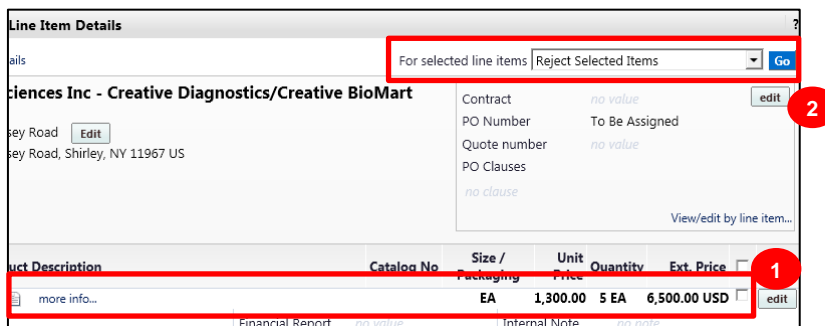 Line Item Details ?
ails For selected line items Reject Selected Items Go
ciences Inc - Creative Diagnostics/Creative BioMart
Contract no value edit
2
sey Road Edit
PO Number To Be Assigned
sey Road, Shirley, NY 11967 US
Quote number no value
PO Clauses
no clause
View/edit by line item...
uct Description Catalog No Size / Packaging Unit Price Quantity Ext. Price
1
more info... EA 1,300.00 5 EA 6,500.00 USD edit
Financial Report no value Internal Note no note